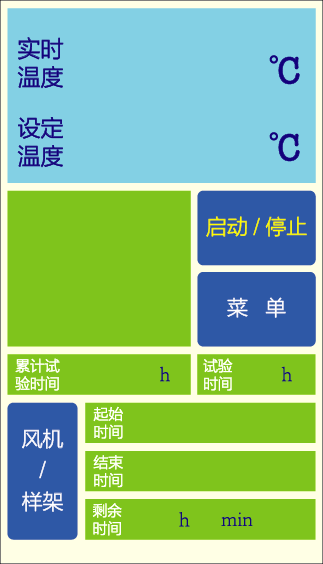 实时
温度 ℃
设定
温度 ℃
启动 / 停止
菜 单
累计试
验时间 h
试验
时间 h
风机
/
样架
起始
时间
结束
时间
剩余
时间 h min